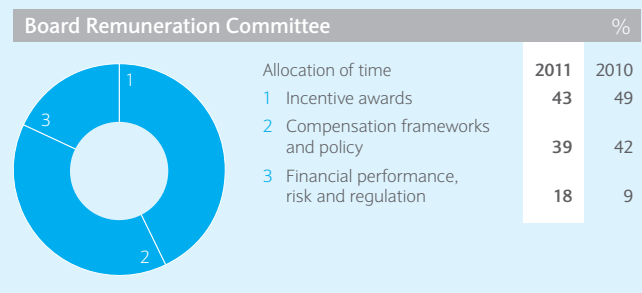 Board Remuneration Committee %
Allocation of time 2011 2010
1 Incentive awards 43 49
2 Compensation frameworks
and policy 39 42
3 Financial performance,
risk and regulation 18 9
1
3
2